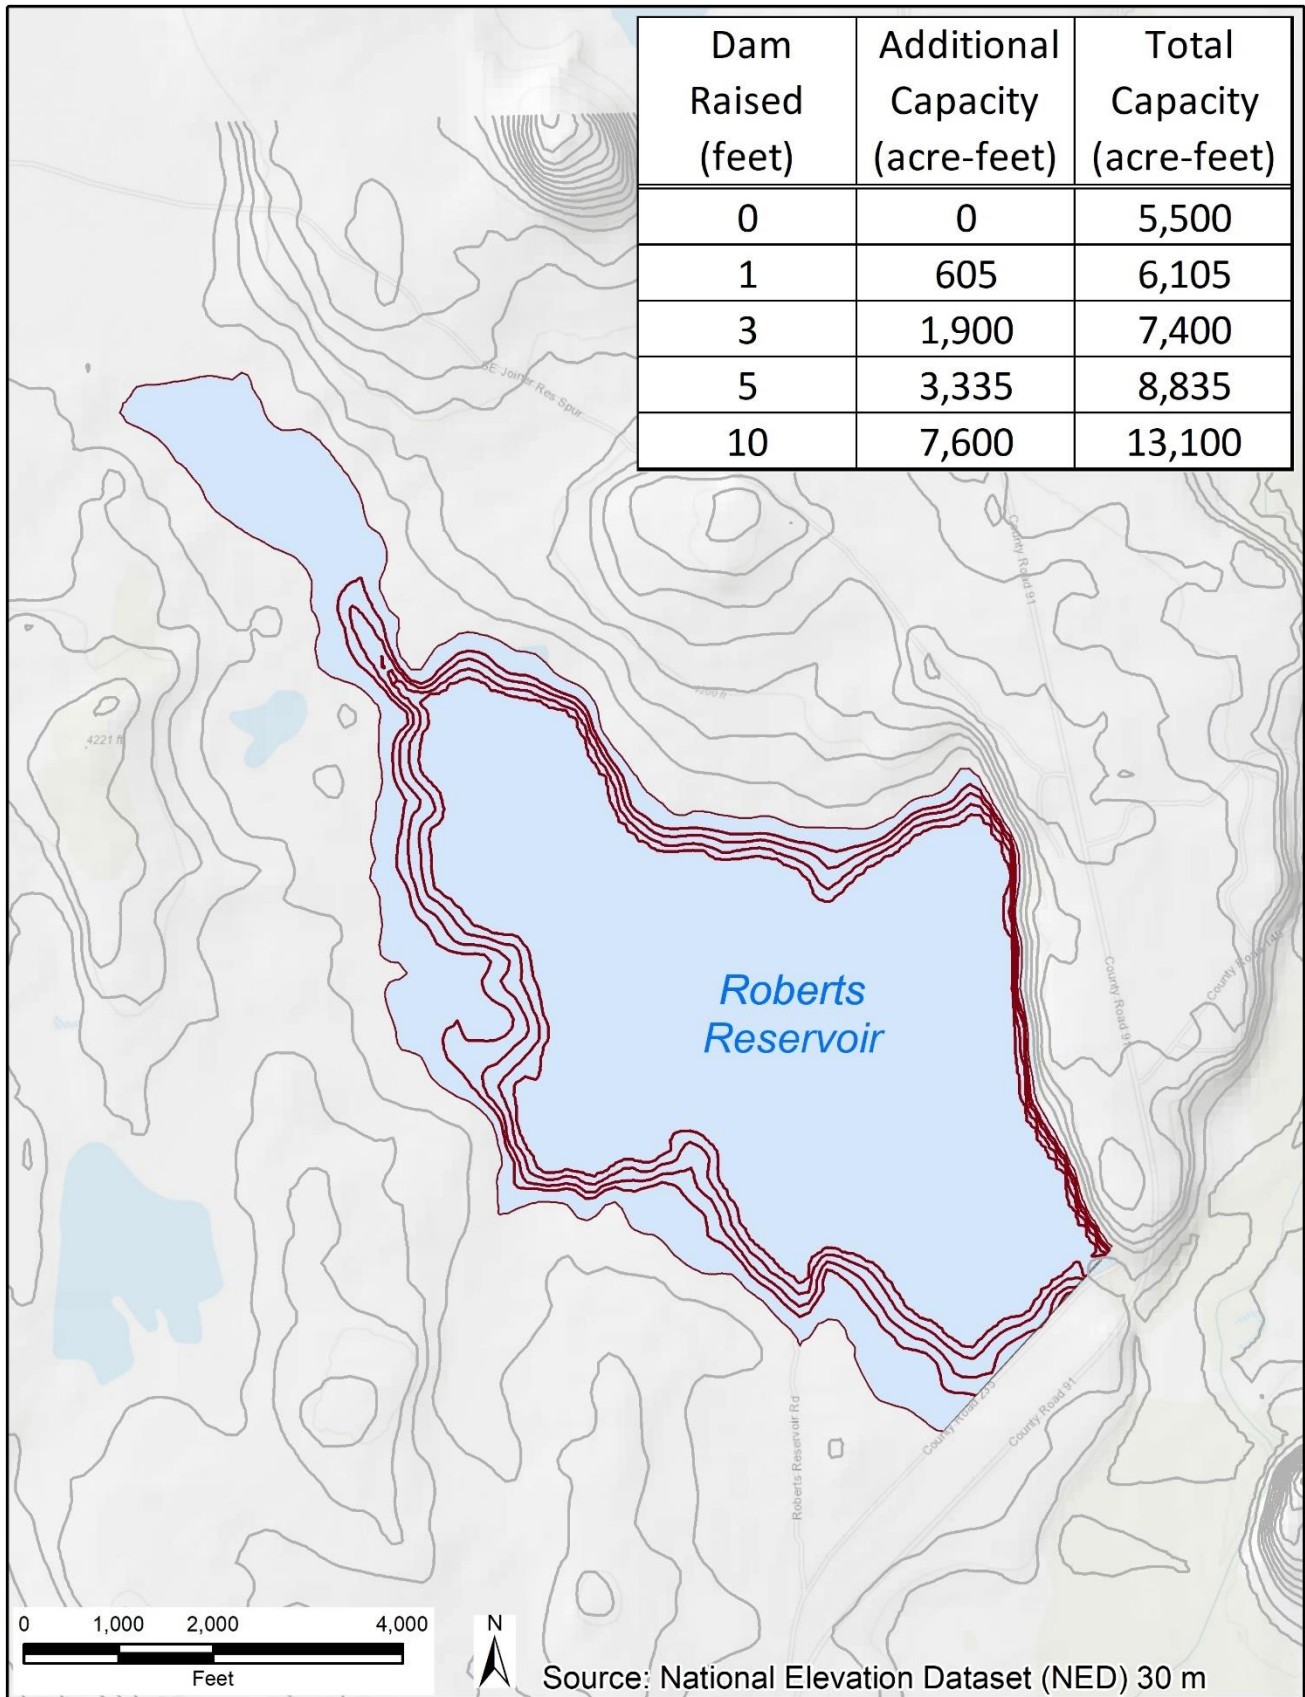 Dam Raised (feet) Additional Capacity (acre-feet) Total Capacity (acre-feet)
0 0 5,500
1 605 6,105
3 1,900 7,400
5 3,335 8,835
10 7,600 13,100
SE Joiner Res Spur
County Road 91
4221 ft
Roberts
Reservoir
County Road 91
Roberts Reservoir Rd
County Road 233
County Road 91
0 1,000 2,000 4,000
Feet
N
Source: National Elevation Dataset (NED) 30 m